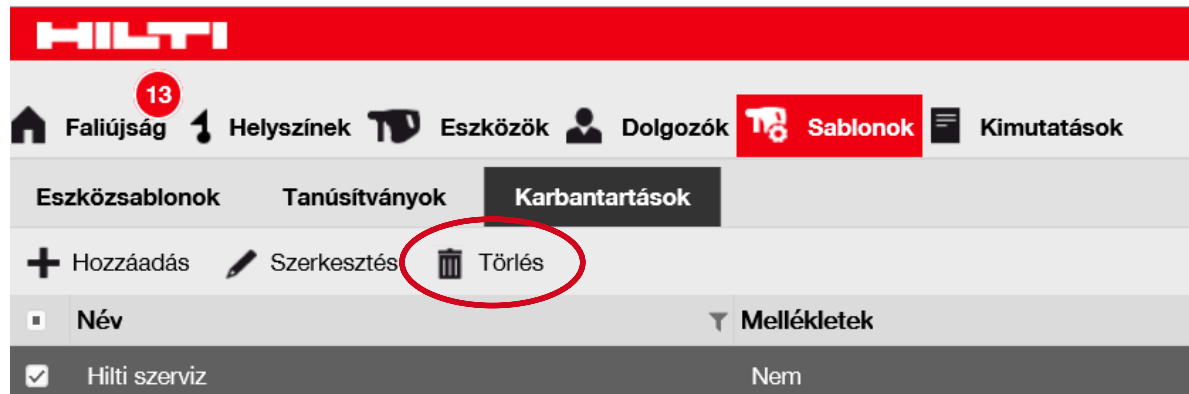 HILTI
13
Faliújság Helyszínek Eszközök Dolgozók Sablonok Kimutatások
Eszközsablonok Tanúsítványok Karbantartások
Hozzáadás Szerkesztés Törlés
Név Mellékletek
Hilti szerviz Nem